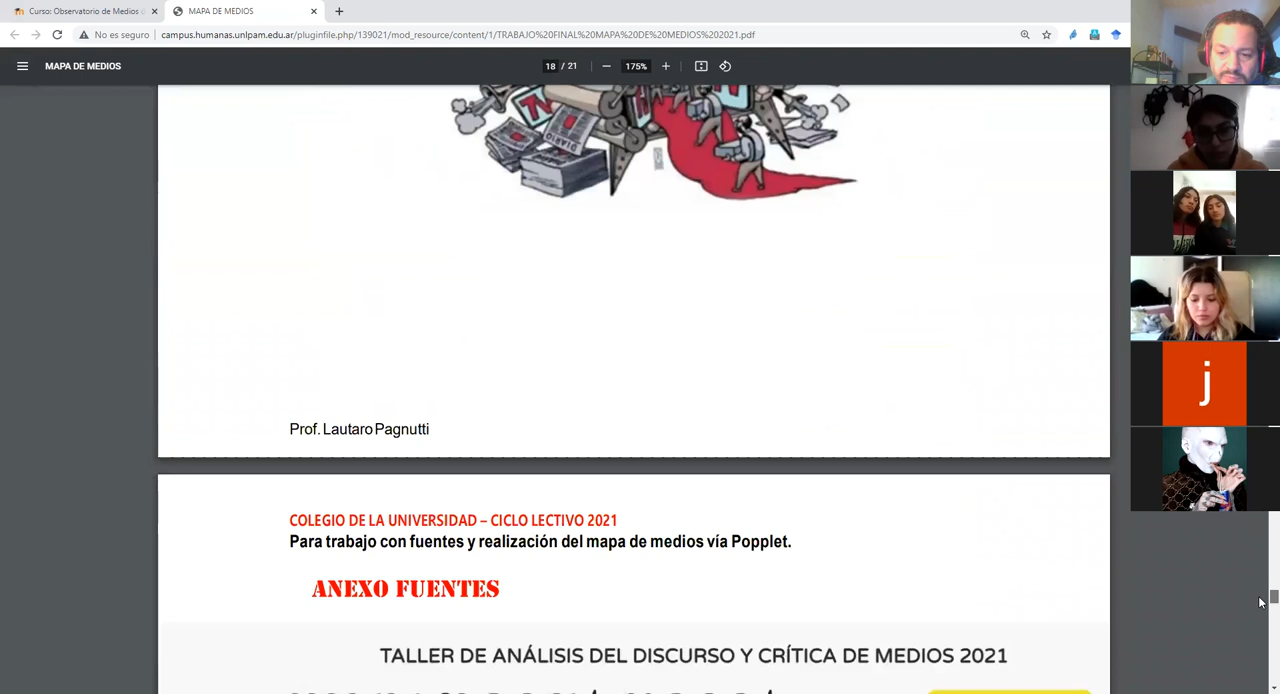 Curso: Observatorio de Medios
MAPA DE MEDIOS
No es seguro
campus.humanas.unlpam.edu.ar/pluginfile.php/139021/mod_resource/content/1/TRABAJO%20FINAL%20MAPA%20DE%20MEDIOS%202021.pdf
MAPA DE MEDIOS
18 / 21
175%
TV
DIARIO
Prof. Lautaro Pagnutti
COLEGIO DE LA UNIVERSIDAD – CICLO LECTIVO 2021
Para trabajo con fuentes y realización del mapa de medios vía Popplet.
ANEXO FUENTES
TALLER DE ANÁLISIS DEL DISCURSO Y CRÍTICA DE MEDIOS 2021
j